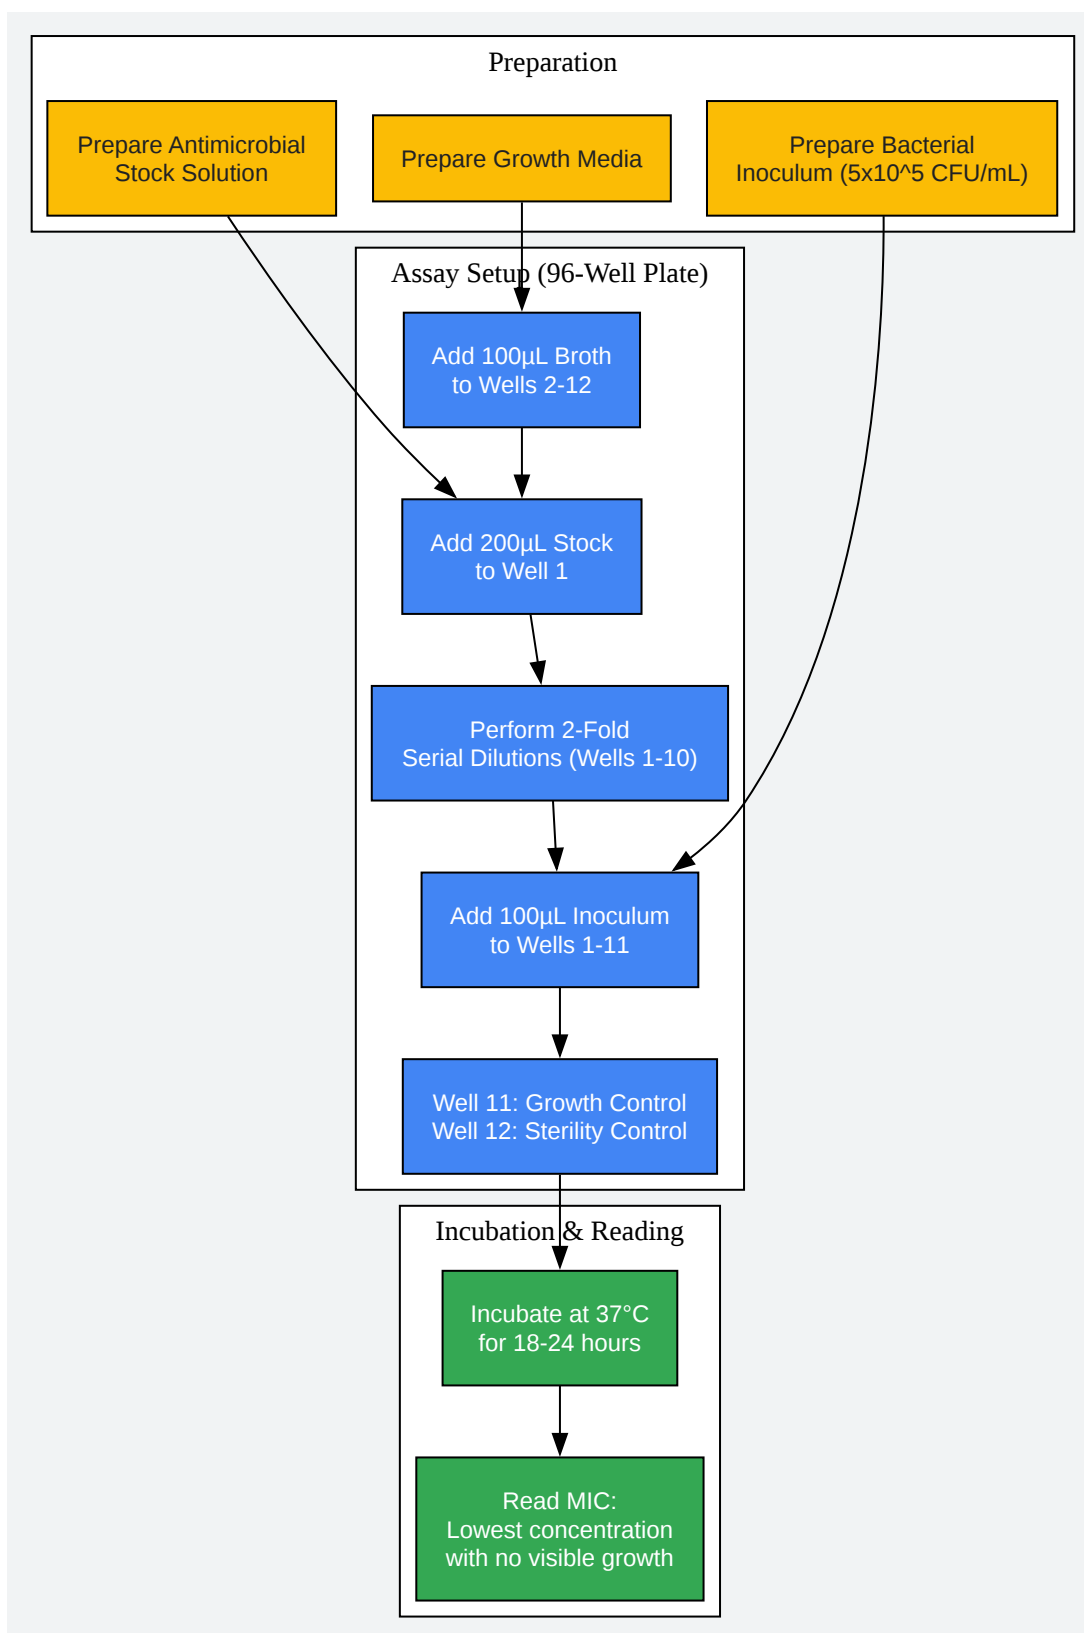 Preparation
Prepare Antimicrobial
Stock Solution
Prepare Growth Media
Prepare Bacterial
Inoculum (5x10^5 CFU/mL)
Assay Setup (96-Well Plate)
Add 100µL Broth
to Wells 2-12
Add 200µL Stock
to Well 1
Perform 2-Fold
Serial Dilutions (Wells 1-10)
Add 100µL Inoculum
to Wells 1-11
Well 11: Growth Control
Well 12: Sterility Control
Incubation & Reading
Incubate at 37°C
for 18-24 hours
Read MIC:
Lowest concentration
with no visible growth